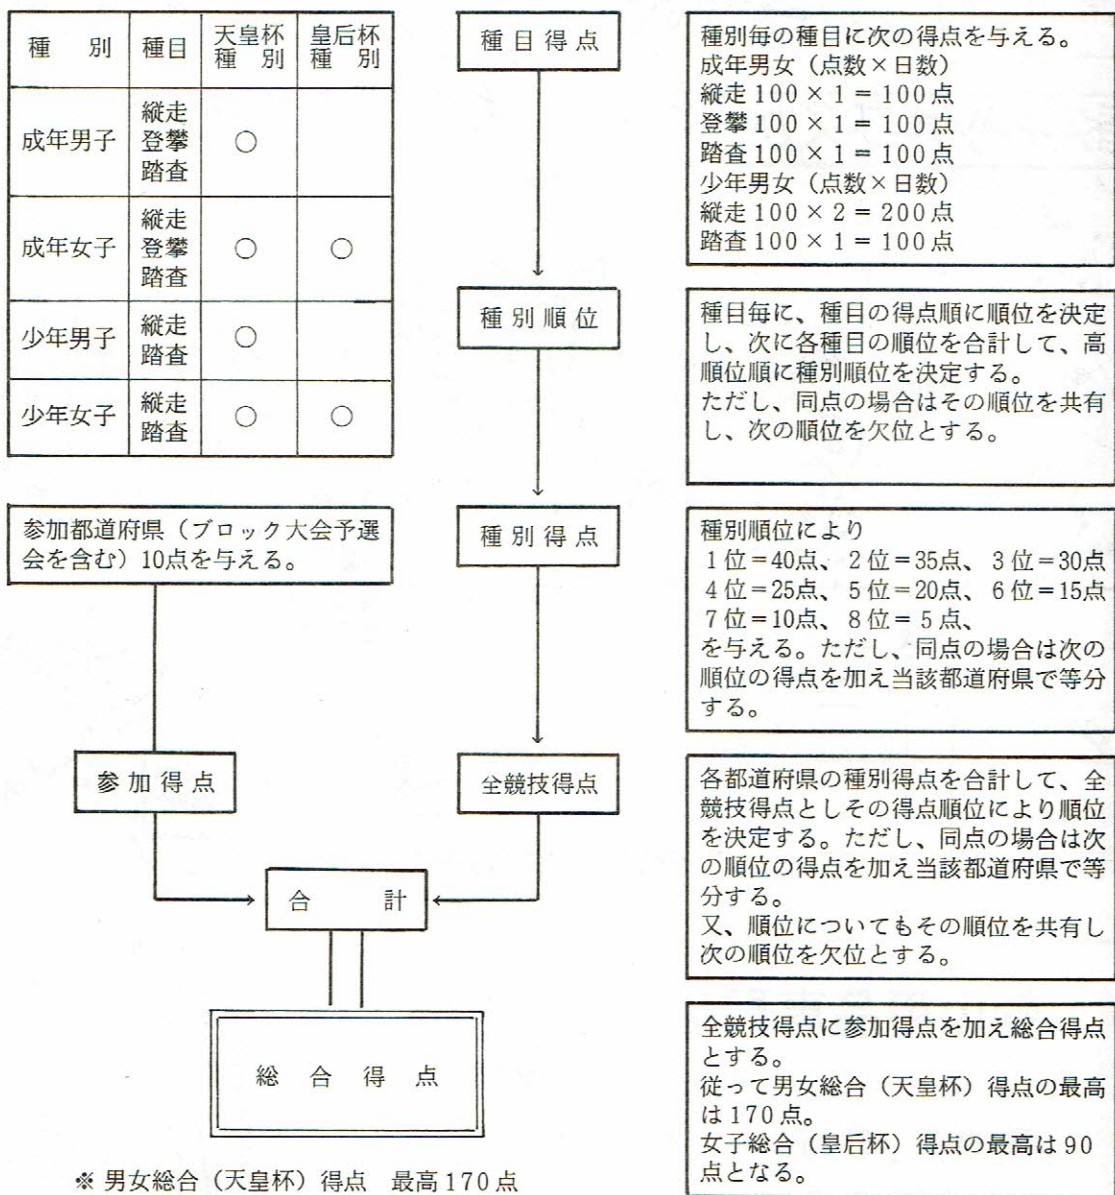 種　別 種目 天皇杯種　別 皇后杯種　別
成年男子 縦走 登攀 踏査 ○
成年女子 縦走 登攀 踏査 ○ ○
少年男子 縦走 踏査 ○
少年女子 縦走 踏査 ○ ○
種目得点
種別毎の種目に次の得点を与える。
成年男女（点数×日数）
縦走 100 × 1 = 100 点
登攀 100 × 1 = 100 点
踏査 100 × 1 = 100 点
少年男女（点数×日数）
縦走 100 × 2 = 200 点
踏査 100 × 1 = 100 点
種別順位
種目毎に、種目の得点順に順位を決定
し、次に各種目の順位を合計して、高
順位順に種別順位を決定する。
ただし、同点の場合はその順位を共有
し、次の順位を欠位とする。
参加都道府県（ブロック大会予選
会を含む）10点を与える。
種別得点
種別順位により
1位＝40点、2位＝35点、3位＝30点
4位＝25点、5位＝20点、6位＝15点
7位＝10点、8位＝5点、
を与える。ただし、同点の場合は次の
順位の得点を加え当該都道府県で等分
する。
参加得点
全競技得点
各都道府県の種別得点を合計して、全
競技得点としその得点順位により順位
を決定する。ただし、同点の場合は次
の順位の得点を加え当該都道府県で等
分する。
又、順位についてもその順位を共有し
次の順位を欠位とする。
合　計
総合得点
全競技得点に参加得点を加え総合得点
とする。
従って男女総合（天皇杯）得点の最高
は170点。
女子総合（皇后杯）得点の最高は90
点となる。
※ 男女総合（天皇杯）得点　最高170点